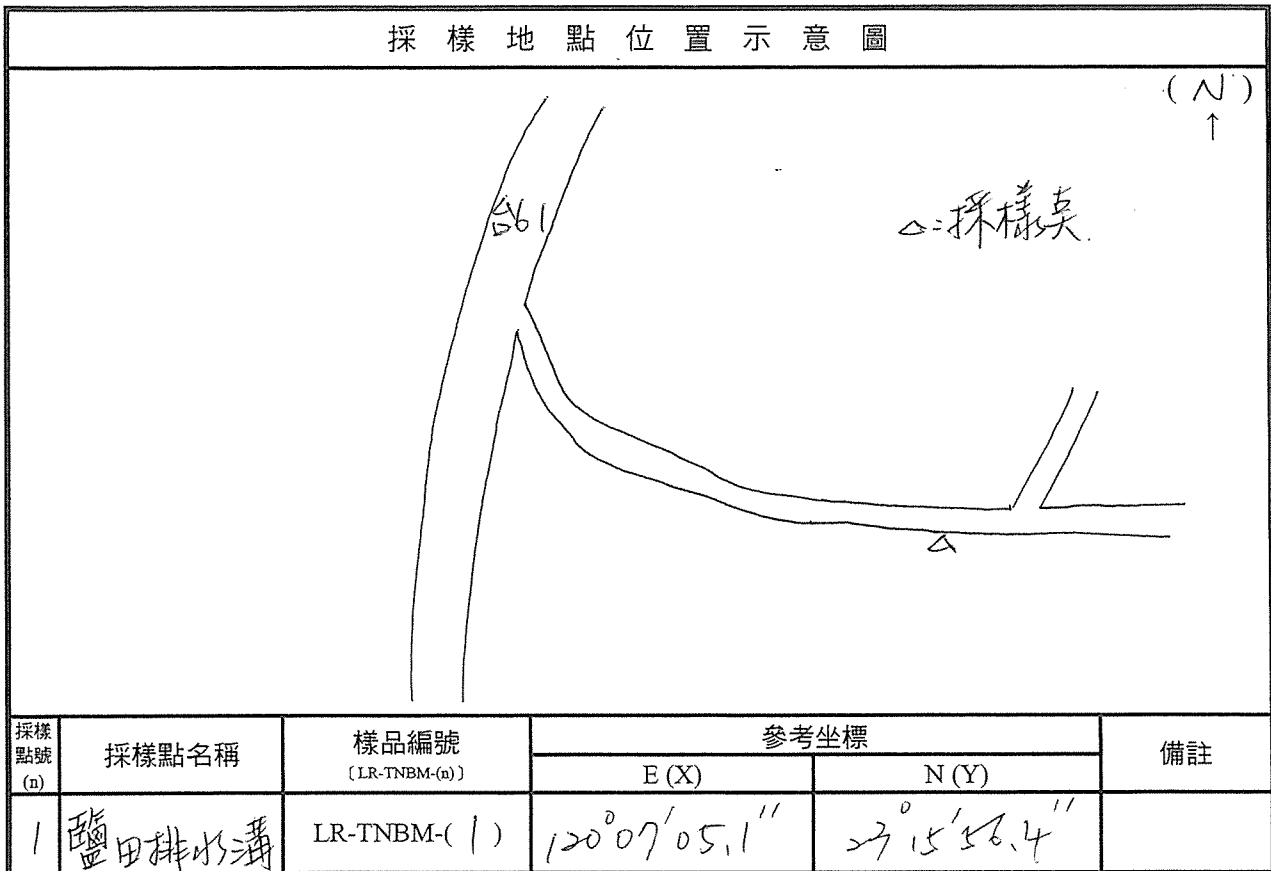 採樣地點位置示意圖
(N)
↑
台61
△=採樣点
△
採樣點號(n) 採樣點名稱 樣品編號〔LR-TNBM-(n)〕 參考坐標 備註
E (X) N (Y)
1 鹽田排水溝 LR-TNBM-(1) 120°07'05.1" 23°15'56.4"